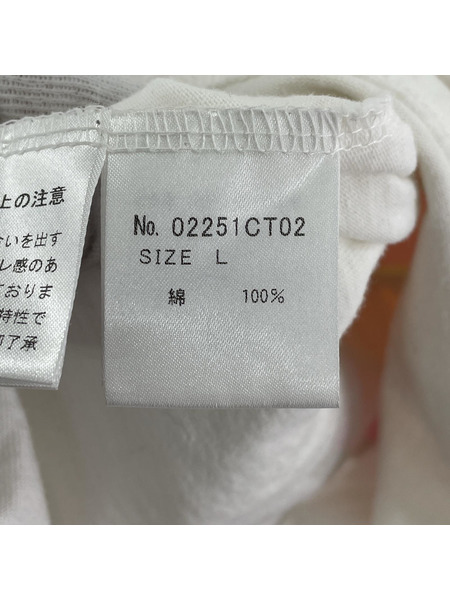 上の注意
いを出す
レ感のあ
ておりま
特性で
了承
No. 02251CT02
SIZE L
綿 100%